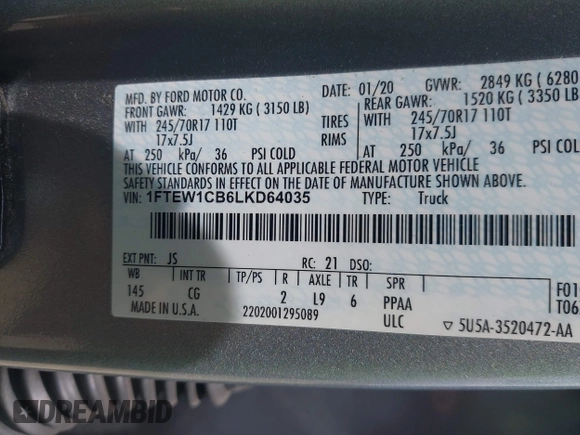 MFD. BY FORD MOTOR CO.
DATE: 01/20 GVWR: 2849 KG ( 6280
FRONT GAWR: 1429 KG ( 3150 LB)
REAR GAWR: 1520 KG ( 3350 LB)
WITH 245/70R17 110T TIRES WITH 245/70R17 110T
17x7.5J RIMS 17x7.5J
AT 250 kPa/ 36 PSI COLD AT 250 kPa/ 36 PSI COLD
THIS VEHICLE CONFORMS TO ALL APPLICABLE FEDERAL MOTOR VEHICLE
SAFETY STANDARDS IN EFFECT ON THE DATE OF MANUFACTURE SHOWN ABOVE.
VIN: 1FTEW1CB6LKD64035 TYPE: Truck
EXT PNT: JS RC: 21 DSO:
WB INT TR TP/PS R AXLE TR SPR
145 CG 2 L9 6 PPAA
F01
T06
MADE IN U.S.A. 2202001295089 ULC ▽ 5U5A-3520472-AA
DREAMBID